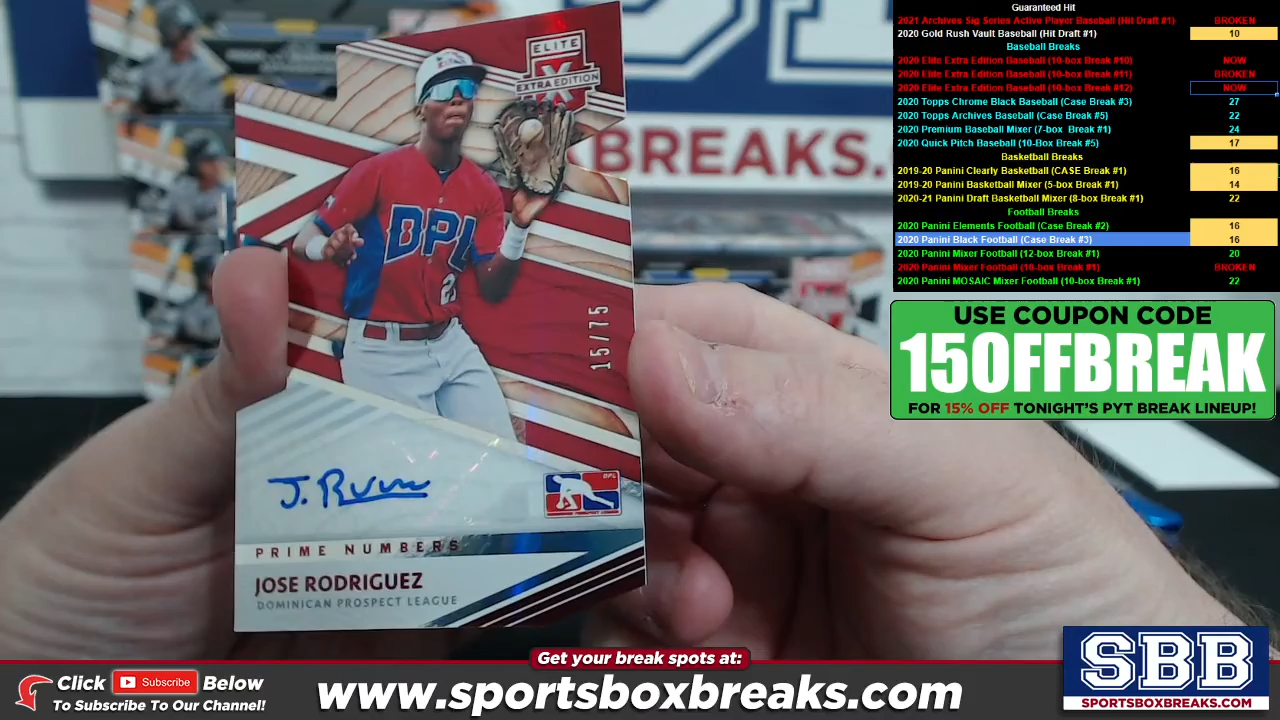 ELITE
X
EXTRA EDITION
BREAKS.
DPL
2
15/75
J. Ru
DPL
PRIME NUMBERS
JOSE RODRIGUEZ
DOMINICAN PROSPECT LEAGUE
Guaranteed Hit
2021 Archives Sig Series Active Player Baseball (Hit Draft #1) BROKEN
2020 Gold Rush Vault Baseball (Hit Draft #1) 10
Baseball Breaks
2020 Elite Extra Edition Baseball (10-box Break #10) NOW
2020 Elite Extra Edition Baseball (10-box Break #11) BROKEN
2020 Elite Extra Edition Baseball (10-box Break #12) NOW
2020 Topps Chrome Black Baseball (Case Break #3) 27
2020 Topps Archives Baseball (Case Break #5) 22
2020 Premium Baseball Mixer (7-box Break #1) 24
2020 Quick Pitch Baseball (10-Box Break #5) 17
Basketball Breaks
2019-20 Panini Clearly Basketball (CASE Break #1) 16
2019-20 Panini Basketball Mixer (5-box Break #1) 14
2020-21 Panini Draft Basketball Mixer (8-box Break #1) 22
Football Breaks
2020 Panini Elements Football (Case Break #2) 16
2020 Panini Black Football (Case Break #3) 16
2020 Panini Mixer Football (12-box Break #1) 20
2020 Panini Mixer Football (18-box Break #1) BROKEN
2020 Panini MOSAIC Mixer Football (10-box Break #1) 22
USE COUPON CODE
15OFFBREAK
FOR 15% OFF TONIGHT'S PYT BREAK LINEUP!
Get your break spots at:
Click Subscribe Below
To Subscribe To Our Channel!
www.sportsboxbreaks.com
SBB
SPORTSBOXBREAKS.COM